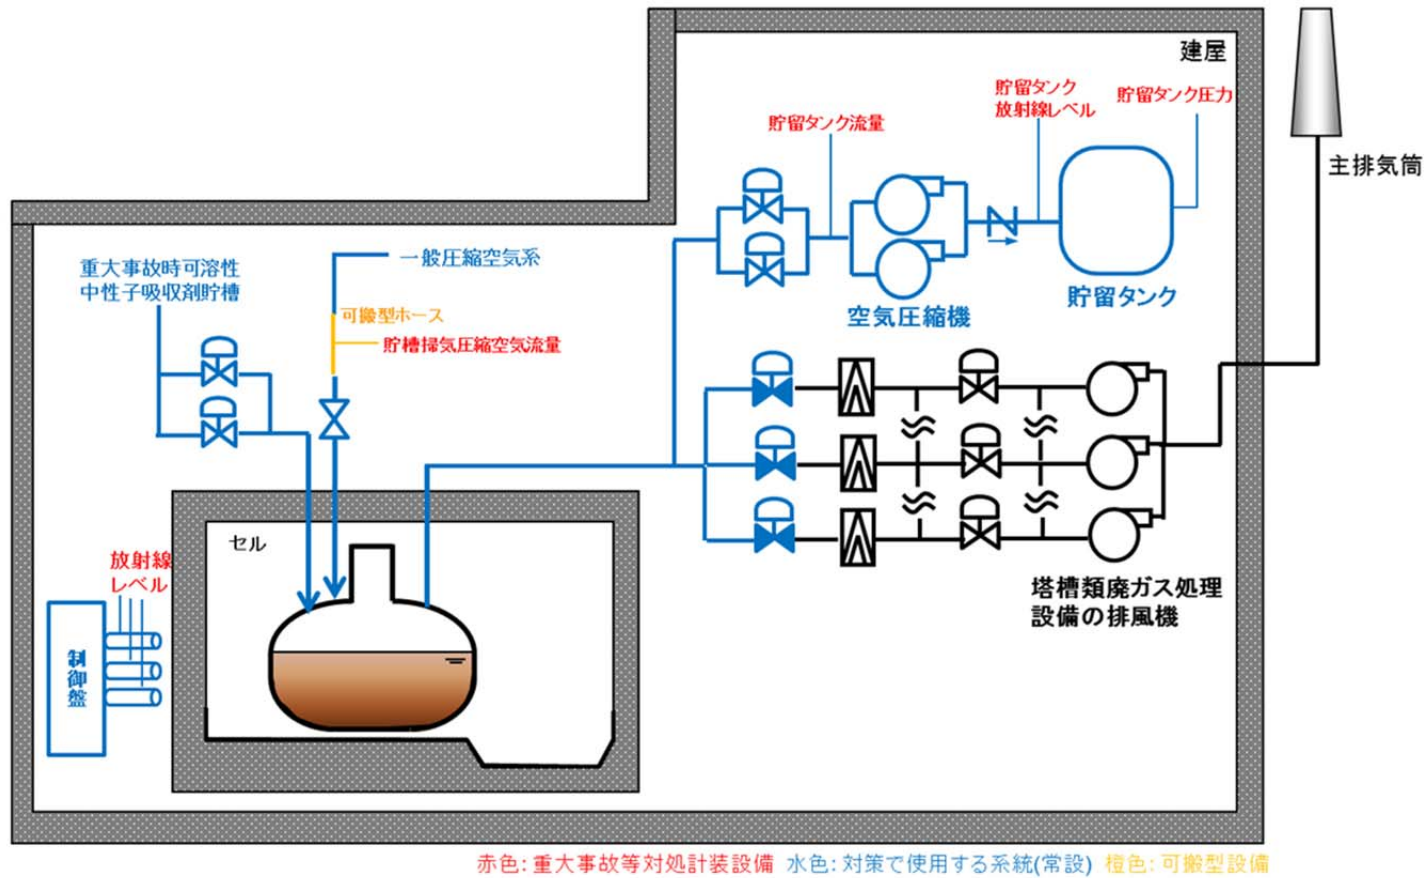 建屋
貯留タンク
放射線レベル
貯留タンク圧力
貯留タンク流量
主排気筒
空気圧縮機
貯留タンク
重大事故時可溶性
中性子吸収剤貯槽
一般圧縮空気系
可搬型ホース
貯槽掃気圧縮空気流量
セル
放射線
レベル
制御盤
塔槽類廃ガス処理
設備の排風機
赤色:重大事故等対処計装設備 水色:対策で使用する系統(常設) 橙色:可搬型設備